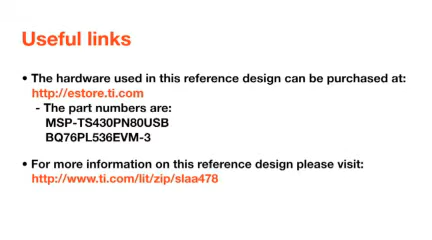 Useful links
• The hardware used in this reference design can be purchased at:
http://estore.ti.com
- The part numbers are:
MSP-TS430PN80USB
BQ76PL536EVM-3
• For more information on this reference design please visit:
http://www.ti.com/lit/zip/slaa478